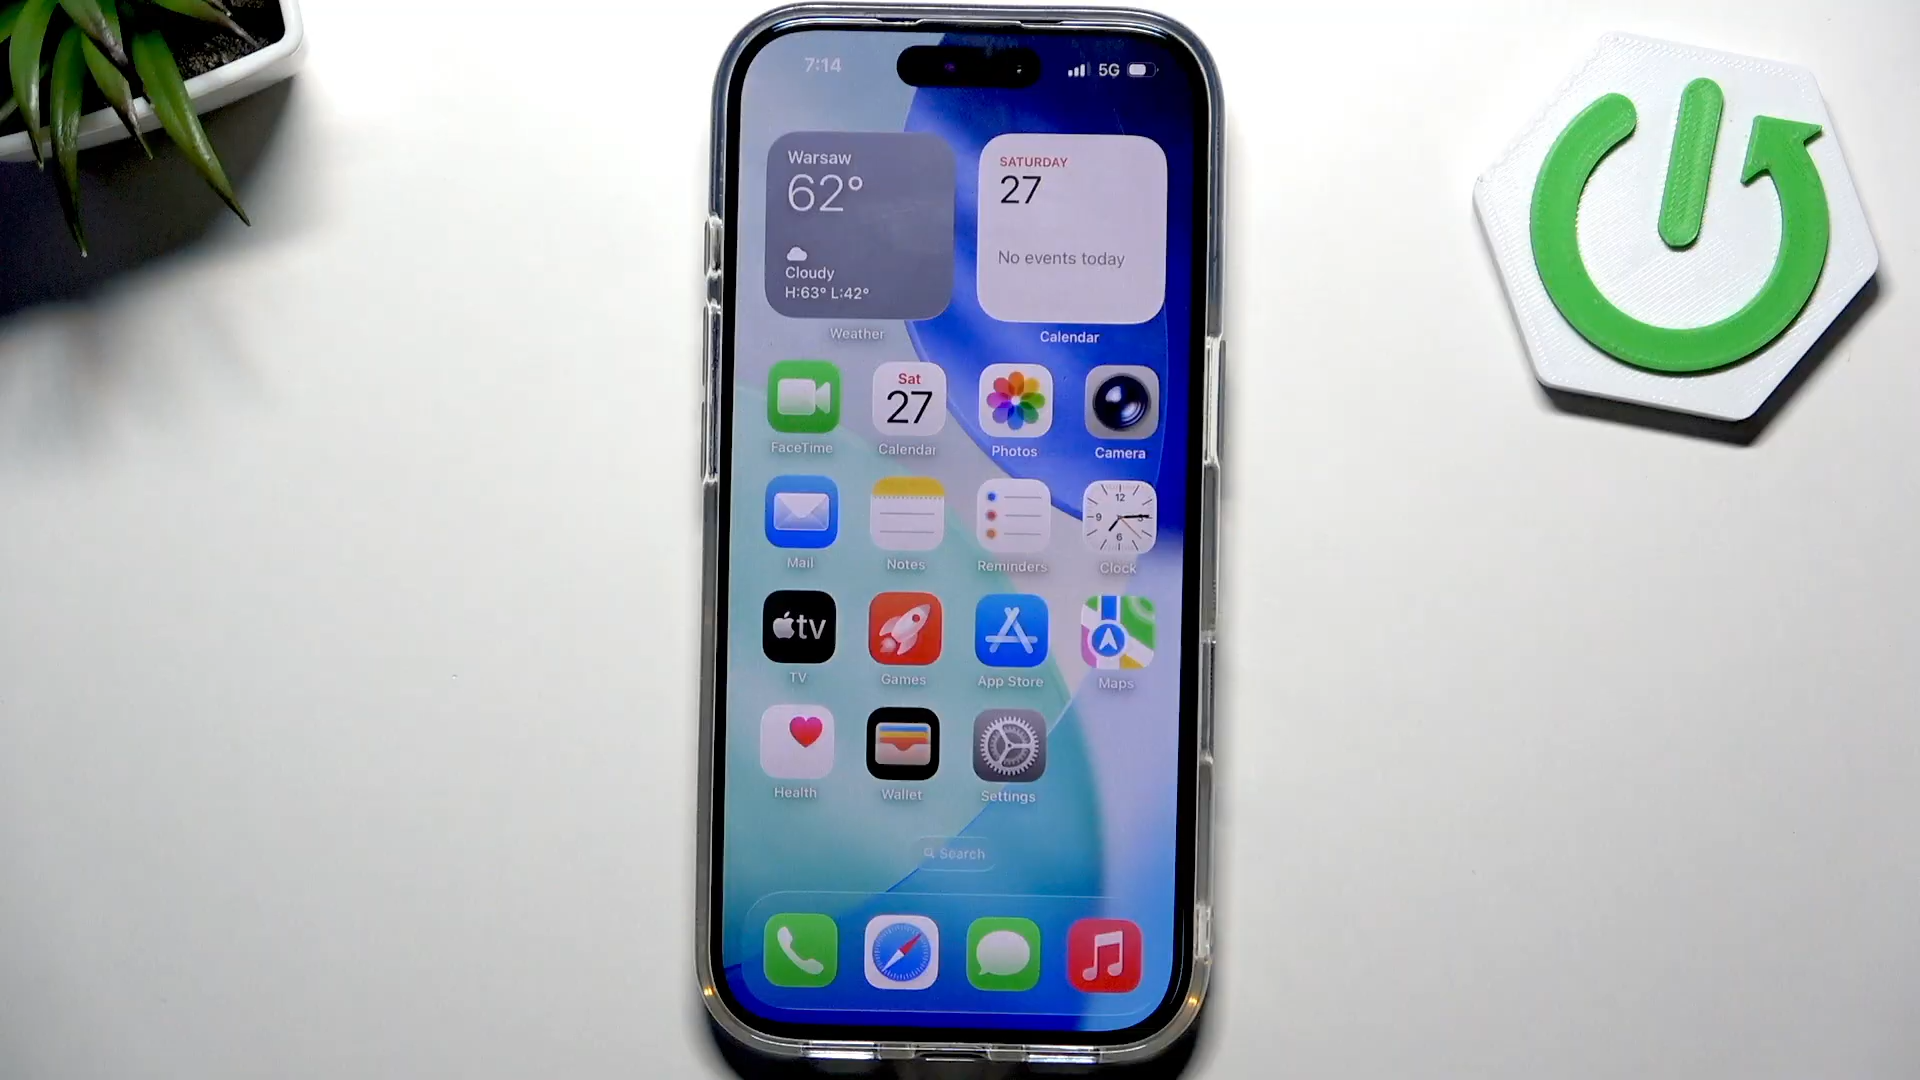 7:14
5G
Warsaw
62°
Cloudy
H:63° L:42°
Weather
SATURDAY
27
No events today
Calendar
Sat
27
FaceTime
Calendar
Photos
Camera
12
9
3
6
Mail
Notes
Reminders
Clock
tv
TV
Games
App Store
Maps
Health
Wallet
Settings
Search